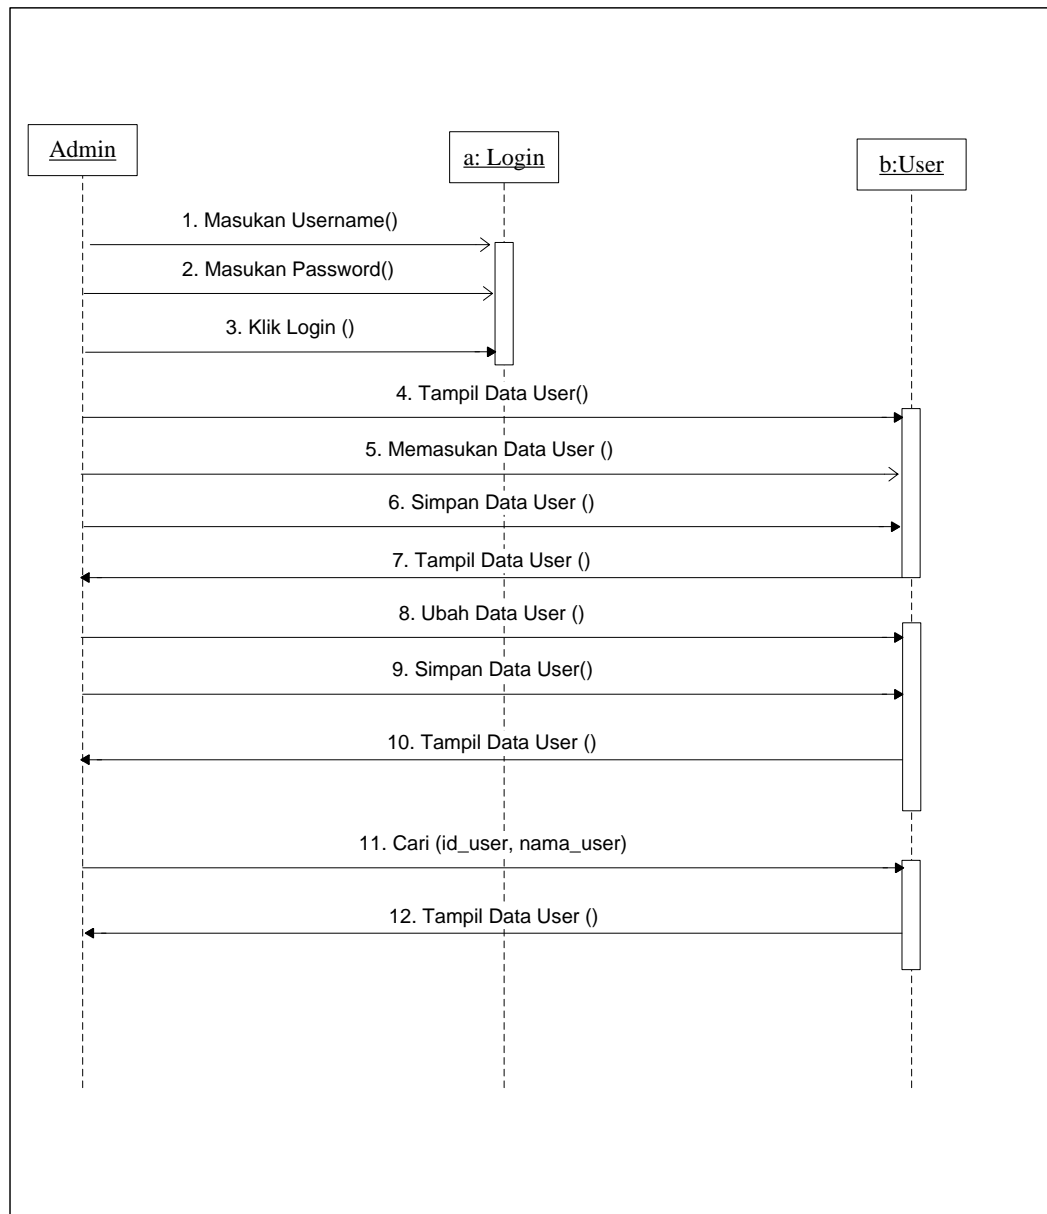 Admin
a: Login
b:User
1. Masukan Username()
2. Masukan Password()
3. Klik Login ()
4. Tampil Data User()
5. Memasukan Data User ()
6. Simpan Data User ()
7. Tampil Data User ()
8. Ubah Data User ()
9. Simpan Data User()
10. Tampil Data User ()
11. Cari (id_user, nama_user)
12. Tampil Data User ()